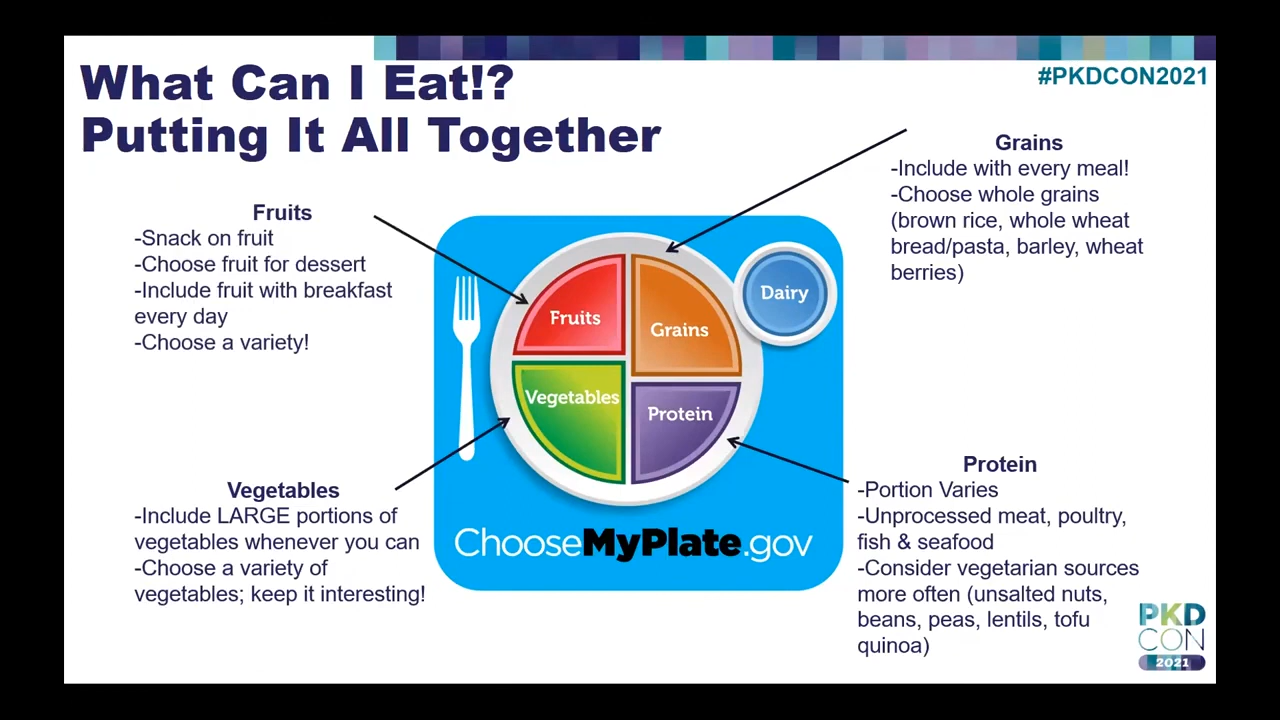 What Can I Eat!?
Putting It All Together
#PKDCON2021
Fruits
-Snack on fruit
-Choose fruit for dessert
-Include fruit with breakfast
every day
-Choose a variety!
Grains
-Include with every meal!
-Choose whole grains
(brown rice, whole wheat
bread/pasta, barley, wheat
berries)
Fruits
Grains
Dairy
Vegetables
Protein
ChooseMyPlate.gov
Vegetables
-Include LARGE portions of
vegetables whenever you can
-Choose a variety of
vegetables; keep it interesting!
Protein
-Portion Varies
-Unprocessed meat, poultry,
fish & seafood
-Consider vegetarian sources
more often (unsalted nuts,
beans, peas, lentils, tofu
quinoa)
PKD
CON
2021